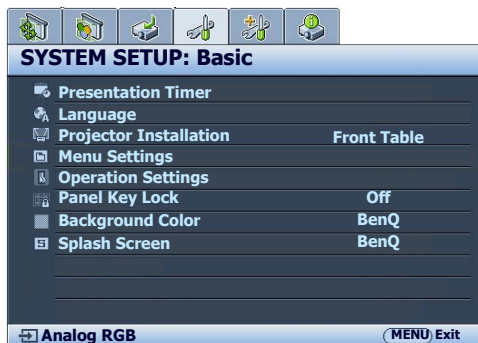 SYSTEM SETUP: Basic
Presentation Timer
Language
Projector Installation Front Table
Menu Settings
Operation Settings
Panel Key Lock Off
Background Color BenQ
Splash Screen BenQ
Analog RGB MENU Exit